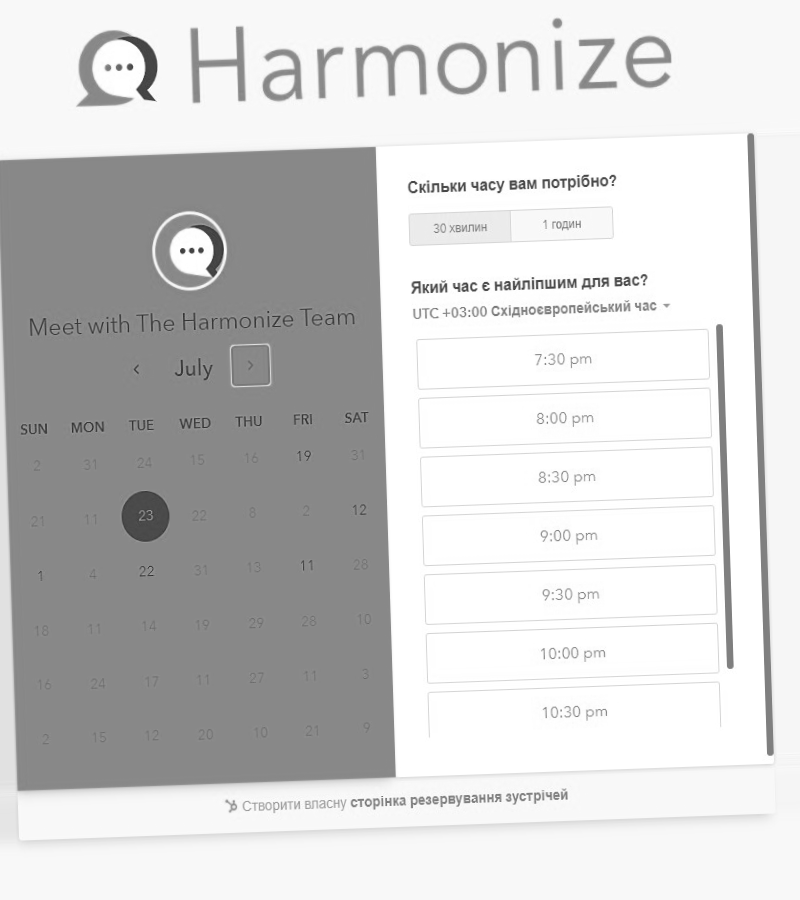 Harmonize
Meet with The Harmonize Team
July
SUN MON TUE WED THU FRI SAT
2 31 24 15 16 19 31
21 11 23 22 8 2 12
1 4 22 31 13 11 28
18 11 14 19 29 28 10
16 24 17 11 27 11 3
2 15 12 20 10 21 9
Скільки часу вам потрібно?
30 хвилин 1 годин
Який час є найліпшим для вас?
UTC +03:00 Східноєвропейський час
7:30 pm
8:00 pm
8:30 pm
9:00 pm
9:30 pm
10:00 pm
10:30 pm
Створити власну сторінка резервування зустрічей